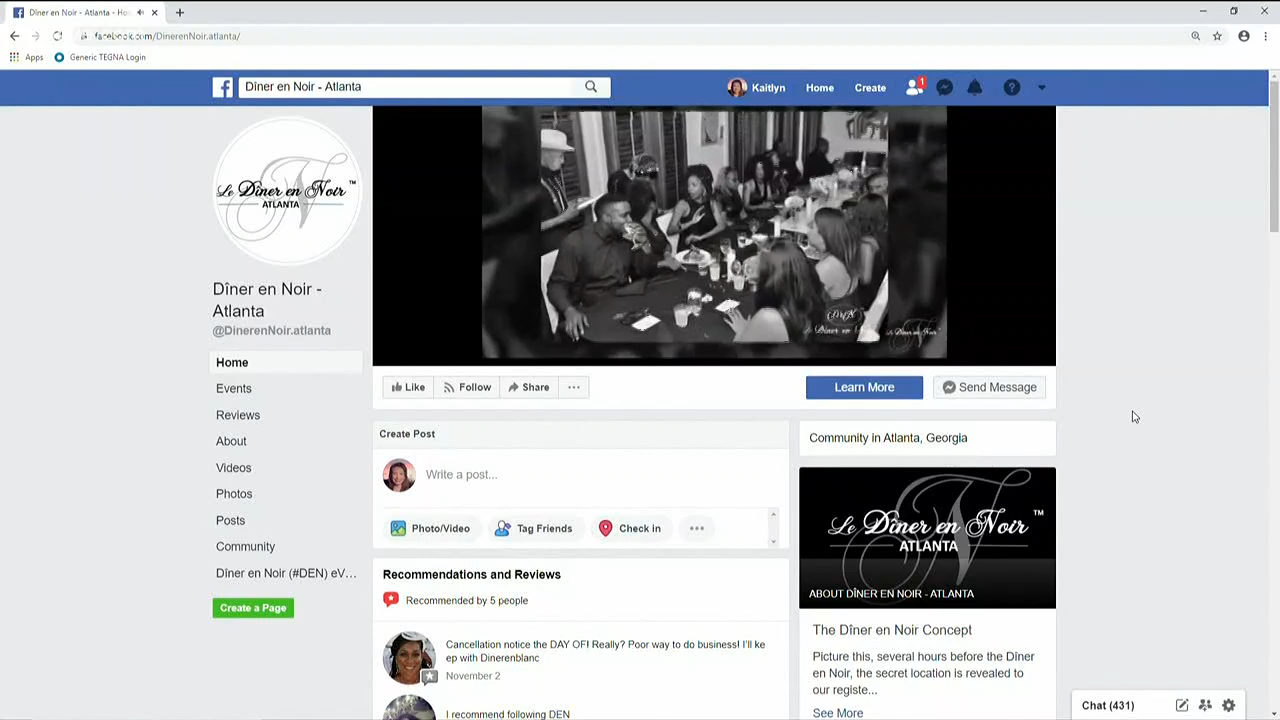 Dîner en Noir - Atlanta - Ho
facebook.com/DinerenNoir.atlanta/
Apps
Generic TEGNA Login
Dîner en Noir - Atlanta
Kaitlyn
Home
Create
1
Le Dîner en Noir™
ATLANTA
Dîner en Noir -
Atlanta
@DinerenNoir.atlanta
Home
Events
Reviews
About
Videos
Photos
Posts
Community
Dîner en Noir (#DEN) eV...
Create a Page
Like
Follow
Share
Learn More
Send Message
Create Post
Write a post...
Photo/Video
Tag Friends
Check in
Recommendations and Reviews
Recommended by 5 people
Cancellation notice the DAY OF! Really? Poor way to do business! I'll ke
ep with Dinerenblanc
November 2
I recommend following DEN
Community in Atlanta, Georgia
Le Dîner en Noir™
ATLANTA
ABOUT DÎNER EN NOIR - ATLANTA
The Dîner en Noir Concept
Picture this, several hours before the Dîner
en Noir, the secret location is revealed to
our registe...
See More
Chat (431)